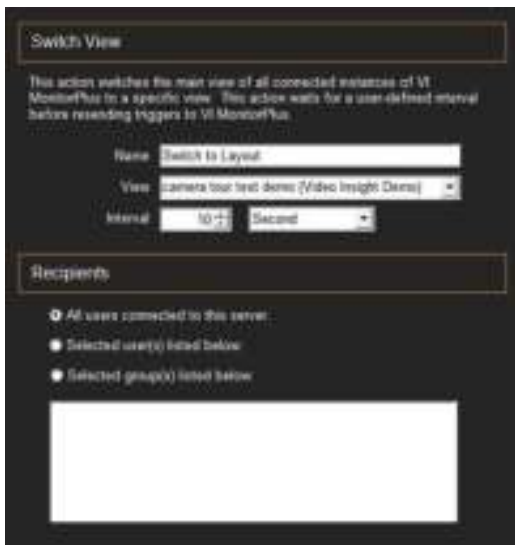 Switch View
This action switches the main view of all connected instances of VI
MonitorPlus to a specific view. This action waits for a user-defined interval
before resending triggers to VI MonitorPlus.
Name Switch to Layout
View camera tour test demo (Video Insight Demo)
Interval 10 Second
Recipients
All users connected to this server
Selected user(s) listed below
Selected group(s) listed below